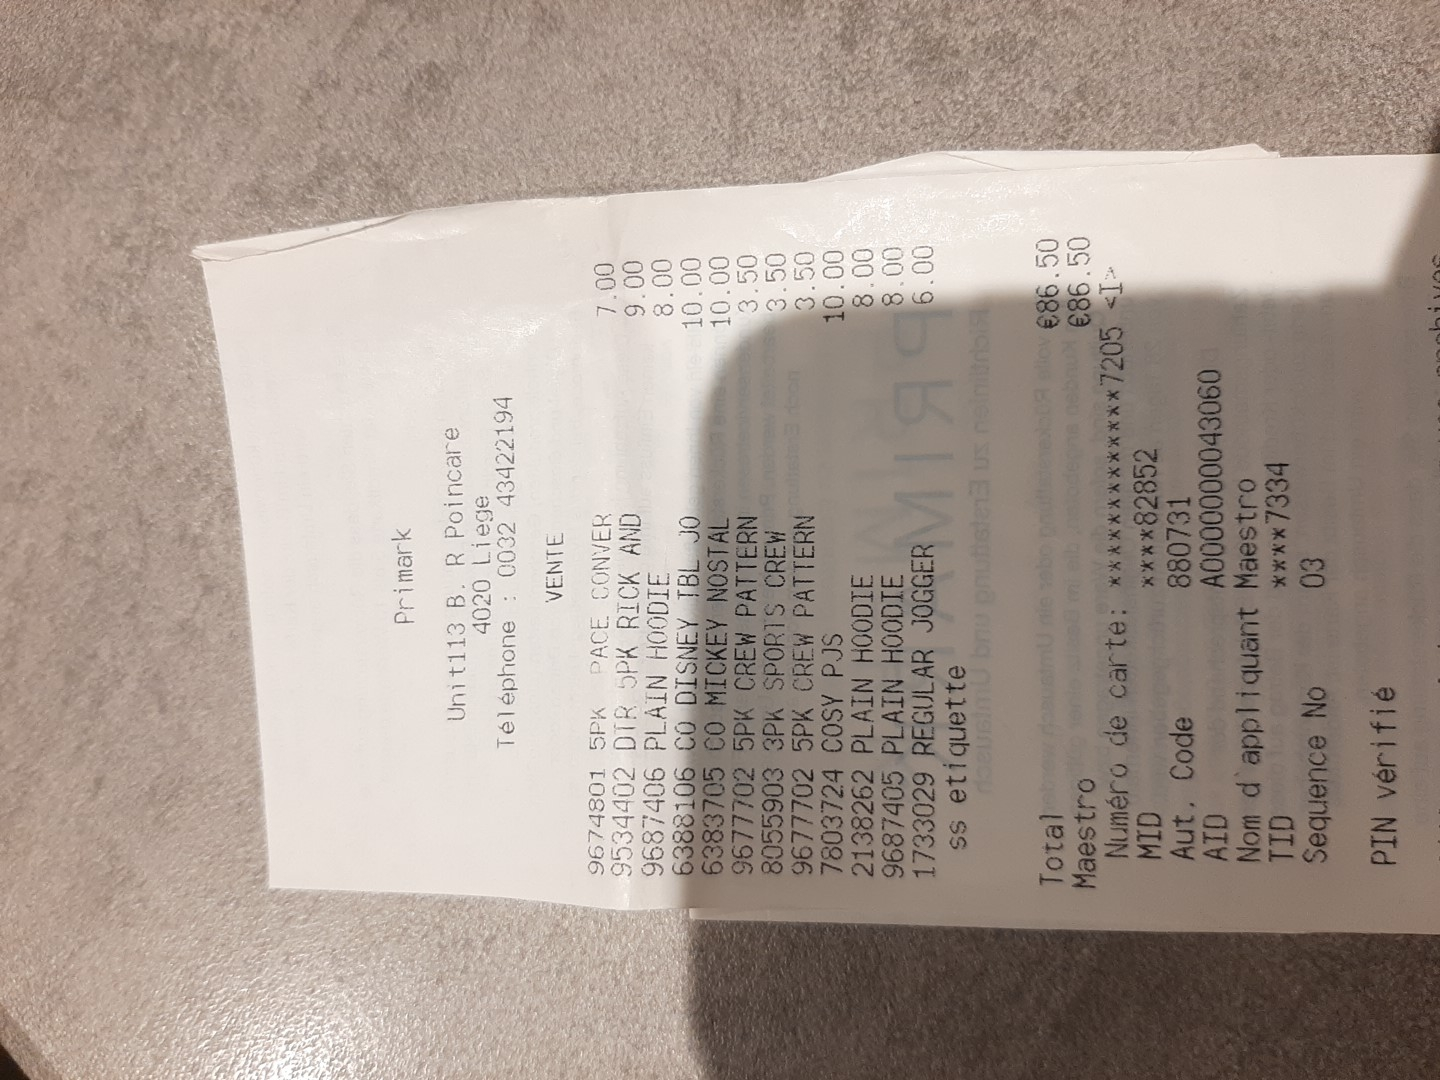 Primark
Unit113 B. R Poincare
4020 Liege
Téléphone : 0032 43422194
VENTE
9674801 5PK PACE CONVER 7.00
9534402 DTR 5PK RICK AND 9.00
9687406 PLAIN HOODIE 8.00
6388106 CO DISNEY TBL JO 10.00
6383705 CO MICKEY NOSTAL 10.00
9677702 5PK CREW PATTERN 3.50
8055903 3PK SPORTS CREW 3.50
9677702 5PK CREW PATTERN 3.50
7803724 COSY PJS 10.00
2138262 PLAIN HOODIE 8.00
9687405 PLAIN HOODIE 8.00
1733029 REGULAR JOGGER 6.00
ss etiquette
Total €86.50
Maestro €86.50
Numéro de carte: ***************7205 <I>
MID ****82852
Aut. Code 880731
AID A0000000043060
Nom d`appliquant Maestro
TID ****7334
Sequence No 03
PIN vérifié